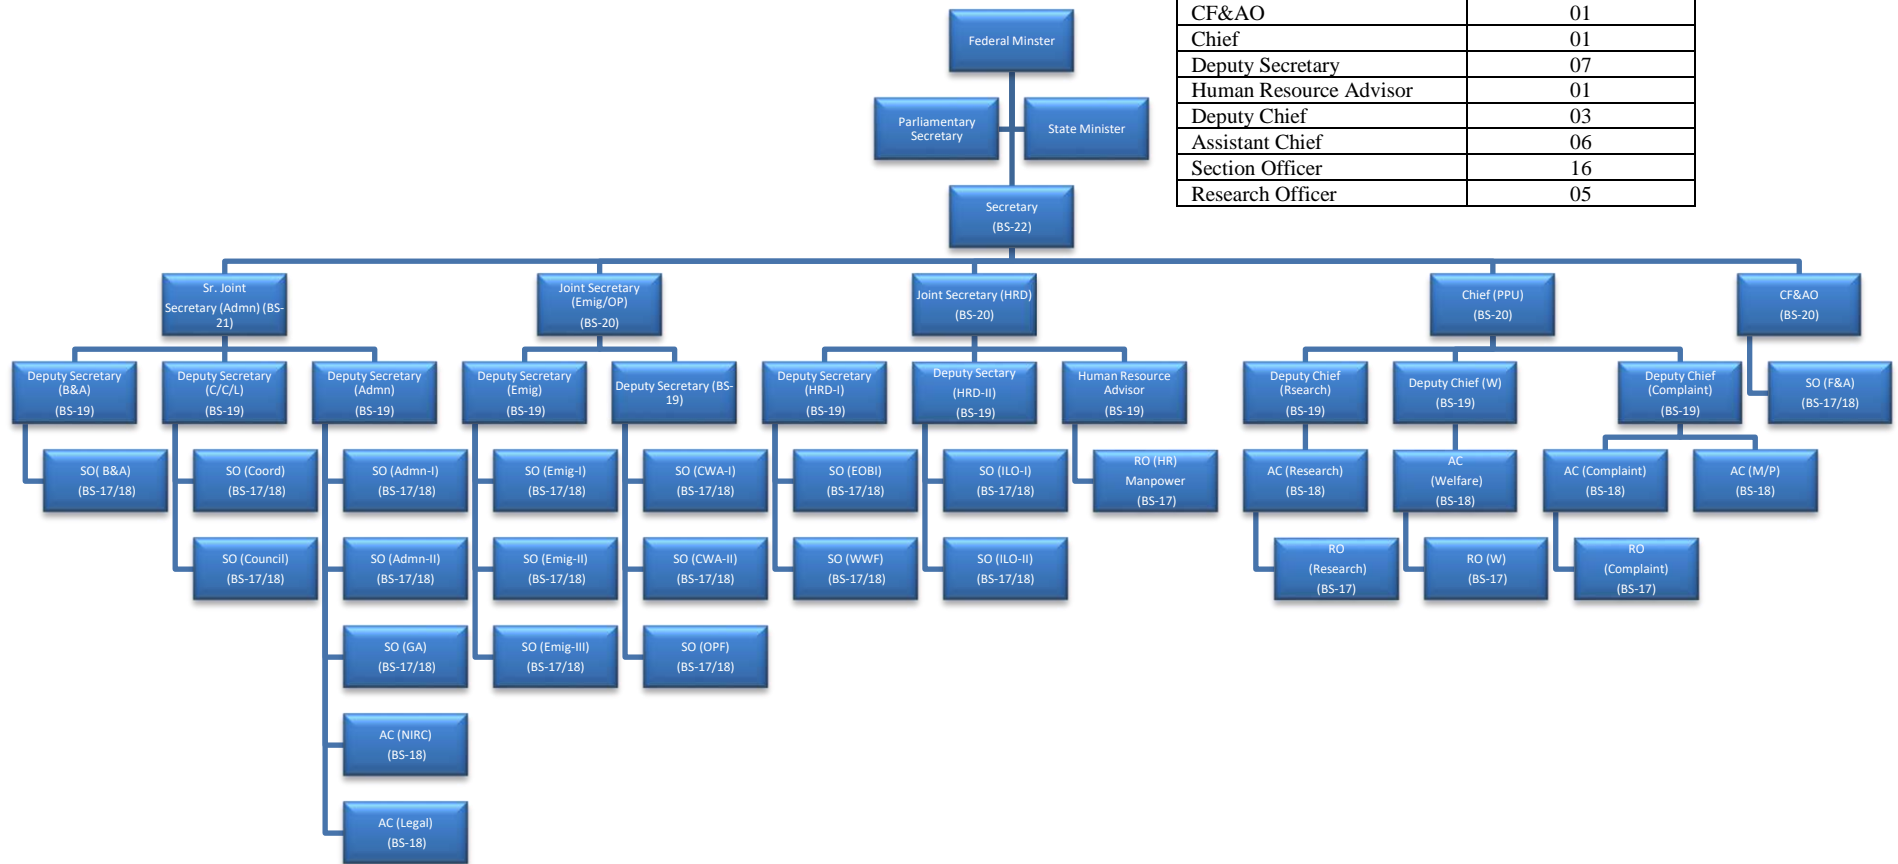 CF&AO 01
Chief 01
Deputy Secretary 07
Human Resource Advisor 01
Deputy Chief 03
Assistant Chief 06
Section Officer 16
Research Officer 05
Federal Minster
Parliamentary
Secretary
State Minister
Secretary
(BS-22)
Sr. Joint
Secretary (Admn) (BS-
21)
Joint Secretary
(Emig/OP)
(BS-20)
Joint Secretary (HRD)
(BS-20)
Chief (PPU)
(BS-20)
CF&AO
(BS-20)
Deputy Secretary
(B&A)
(BS-19)
Deputy Secretary
(C/C/L)
(BS-19)
Deputy Secretary
(Admn)
(BS-19)
Deputy Secretary
(Emig)
(BS-19)
Deputy Secretary (BS-
19)
Deputy Secretary
(HRD-I)
(BS-19)
Deputy Sectary
(HRD-II)
(BS-19)
Human Resource
Advisor
(BS-19)
Deputy Chief
(Rsearch)
(BS-19)
Deputy Chief (W)
(BS-19)
Deputy Chief
(Complaint)
(BS-19)
SO (F&A)
(BS-17/18)
SO( B&A)
(BS-17/18)
SO (Coord)
(BS-17/18)
SO (Admn-I)
(BS-17/18)
SO (Emig-I)
(BS-17/18)
SO (CWA-I)
(BS-17/18)
SO (EOBI)
(BS-17/18)
SO (ILO-I)
(BS-17/18)
RO (HR)
Manpower
(BS-17)
AC (Research)
(BS-18)
AC
(Welfare)
(BS-18)
AC (Complaint)
(BS-18)
AC (M/P)
(BS-18)
SO (Council)
(BS-17/18)
SO (Admn-II)
(BS-17/18)
SO (Emig-II)
(BS-17/18)
SO (CWA-II)
(BS-17/18)
SO (WWF)
(BS-17/18)
SO (ILO-II)
(BS-17/18)
RO
(Research)
(BS-17)
RO (W)
(BS-17)
RO
(Complaint)
(BS-17)
SO (GA)
(BS-17/18)
SO (Emig-III)
(BS-17/18)
SO (OPF)
(BS-17/18)
AC (NIRC)
(BS-18)
AC (Legal)
(BS-18)